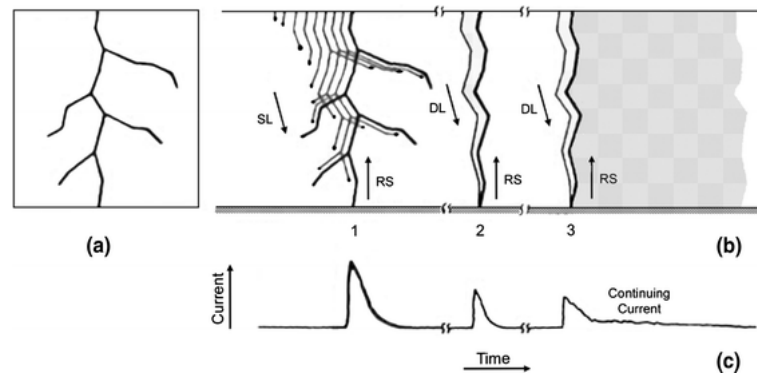 SL
RS
DL
RS
DL
RS
(a)
1
2
3
(b)
Current
Continuing
Current
Time
(c)